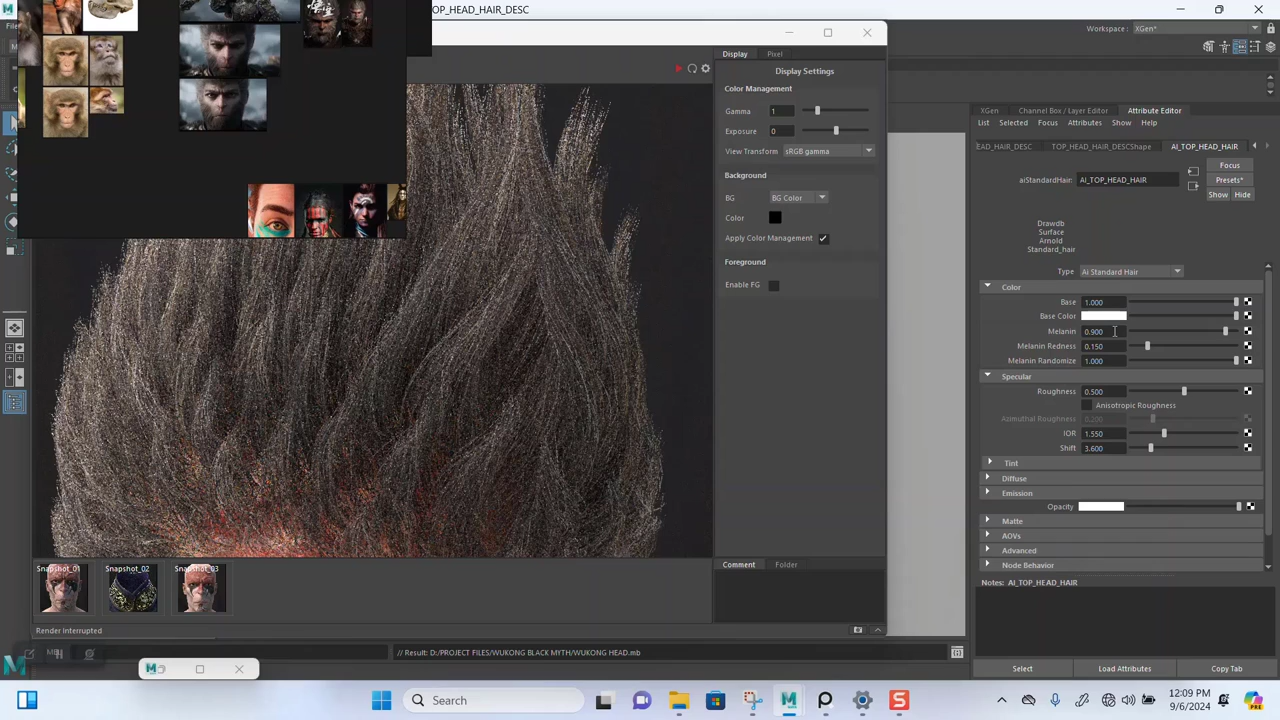 _TOP_HEAD_HAIR_DESC
Fil
Workspace : XGen*
Display
Pixel
Display Settings
Color Management
Gamma
1
Exposure
0
View Transform
sRGB gamma
Background
BG
BG Color
Color
Apply Color Management
Foreground
Enable FG
XGen
Channel Box / Layer Editor
Attribute Editor
List
Selected
Focus
Attributes
Show
Help
EAD_HAIR_DESC
TOP_HEAD_HAIR_DESCShape
AI_TOP_HEAD_HAIR
Focus
aiStandardHair:
AI_TOP_HEAD_HAIR
Presets*
Show
Hide
Drawdb
Surface
Arnold
Standard_hair
Type
Ai Standard Hair
Color
Base
1.000
Base Color
Melanin
0.900
Melanin Redness
0.150
Melanin Randomize
1.000
Specular
Roughness
0.500
Anisotropic Roughness
Azimuthal Roughness
0.200
IOR
1.550
Shift
3.600
Tint
Diffuse
Emission
Opacity
Matte
AOVs
Advanced
Node Behavior
Notes: AI_TOP_HEAD_HAIR
Comment
Folder
Snapshot_01
Snapshot_02
Snapshot_03
Render Interrupted
// Result: D:/PROJECT FILES/WUKONG BLACK MYTH/WUKONG HEAD.mb
Select
Load Attributes
Copy Tab
Search
12:09 PM
9/6/2024